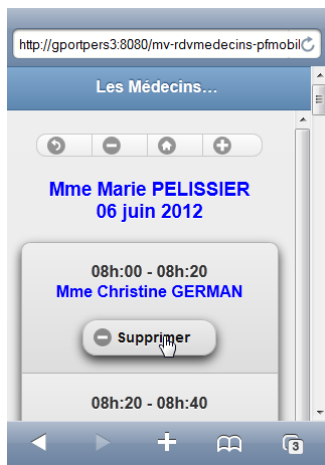 http://gportpers3:8080/mv-rdvmedecins-pfmobil
Les Médecins…
Mme Marie PELISSIER
06 juin 2012
08h:00 - 08h:20
Mme Christine GERMAN
Supprimer
08h:20 - 08h:40
3